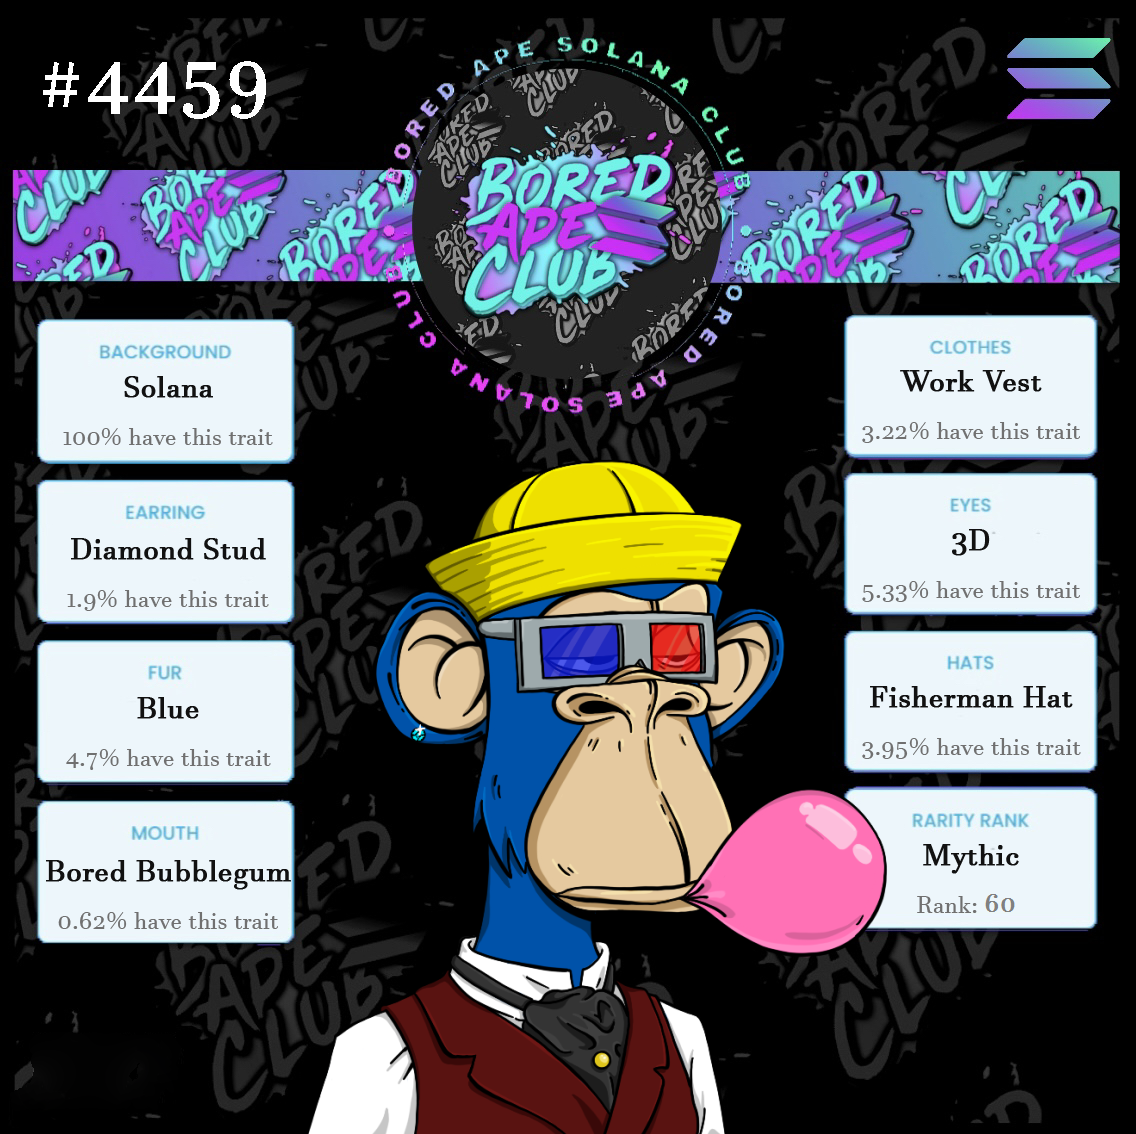 #4459
BORED APE SOLANA CLUB
BORED APE SOLANA CLUB
BORED
APE
CLUB
BACKGROUND
Solana
100% have this trait
EARRING
Diamond Stud
1.9% have this trait
FUR
Blue
4.7% have this trait
MOUTH
Bored Bubblegum
0.62% have this trait
CLOTHES
Work Vest
3.22% have this trait
EYES
3D
5.33% have this trait
HATS
Fisherman Hat
3.95% have this trait
RARITY RANK
Mythic
Rank: 60